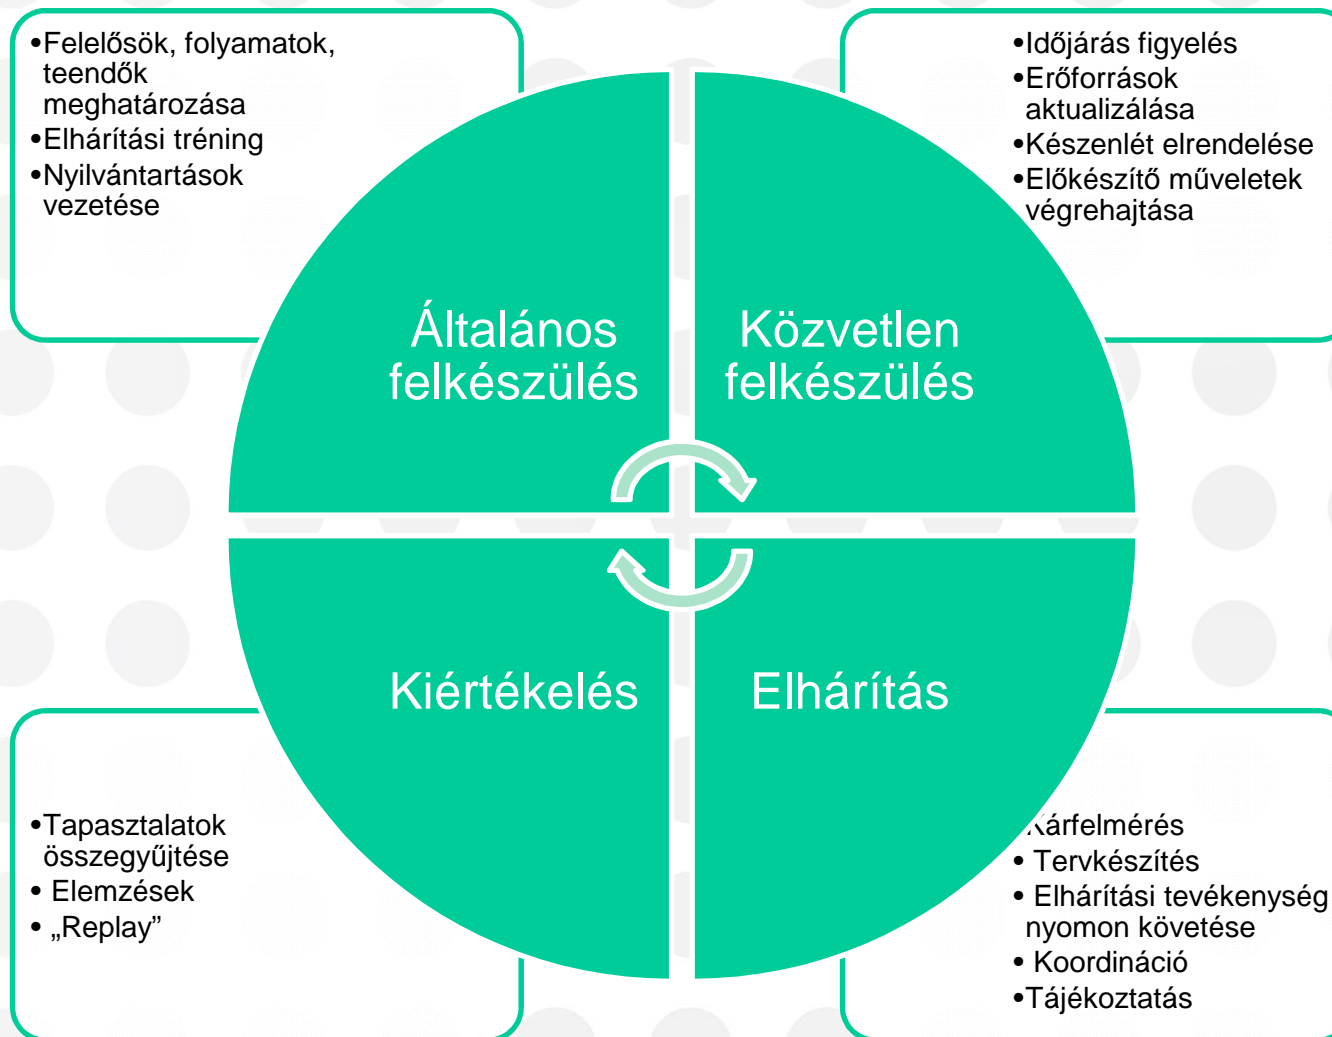 •Felelősök, folyamatok,
teendők
meghatározása
•Elhárítási tréning
•Nyilvántartások
vezetése
•Időjárás figyelés
•Erőforrások
aktualizálása
•Készenlét elrendelése
•Előkészítő műveletek
végrehajtása
Általános
felkészülés
Közvetlen
felkészülés
Kiértékelés
Elhárítás
•Tapasztalatok
összegyűjtése
• Elemzések
• „Replay”
•Kárfelmérés
• Tervkészítés
• Elhárítási tevékenység
nyomon követése
• Koordináció
•Tájékoztatás